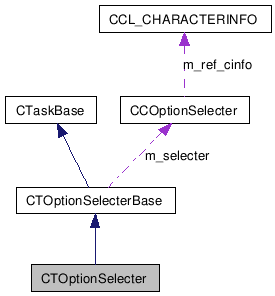 CCL_CHARACTERINFO
m_ref_cinfo
CTaskBase
CCOptionSelecter
m_selecter
CTOptionSelecterBase
CTOptionSelecter